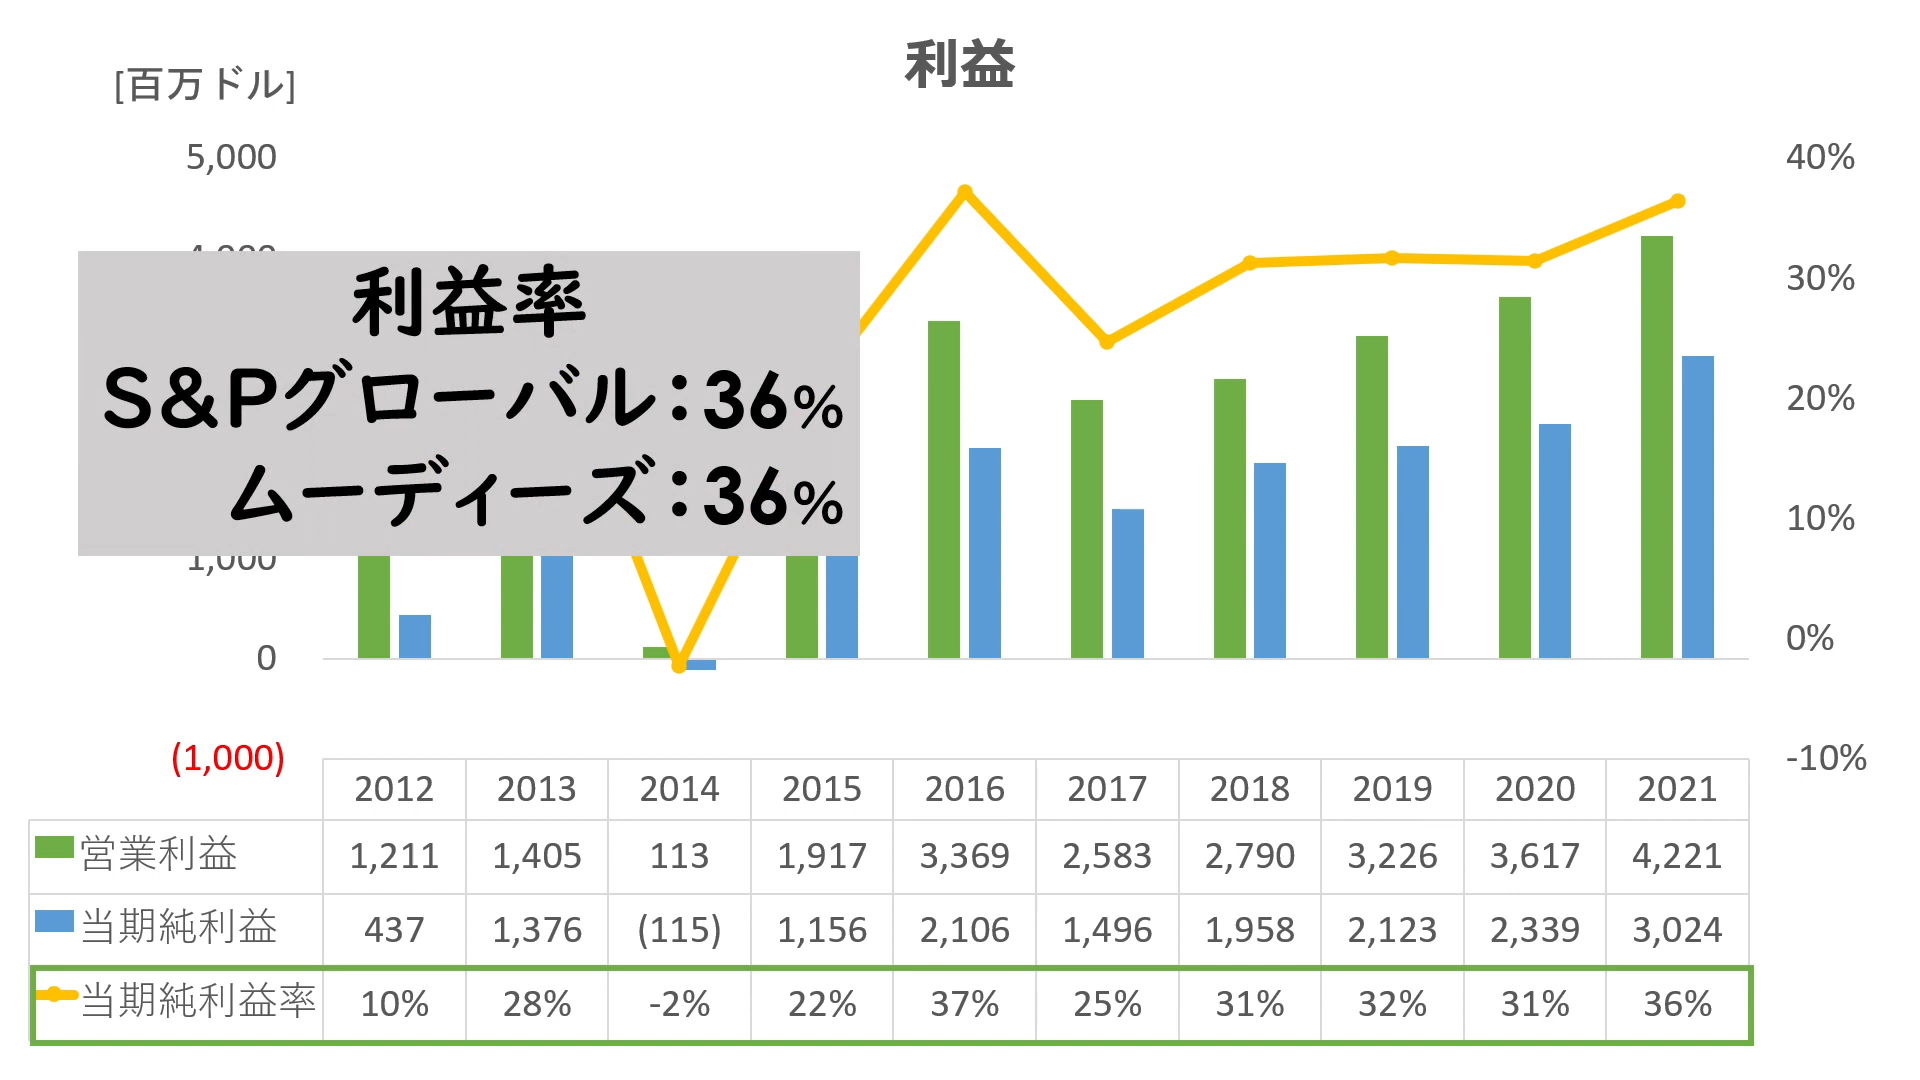 利益
[百万ドル]
5,000
40%
30%
利益率
S&Pグローバル：36%
ムーディーズ：36%
20%
10%
1,000
0
0%
(1,000)
-10%
2012 2013 2014 2015 2016 2017 2018 2019 2020 2021
営業利益 1,211 1,405 113 1,917 3,369 2,583 2,790 3,226 3,617 4,221
当期純利益 437 1,376 (115) 1,156 2,106 1,496 1,958 2,123 2,339 3,024
当期純利益率 10% 28% -2% 22% 37% 25% 31% 32% 31% 36%